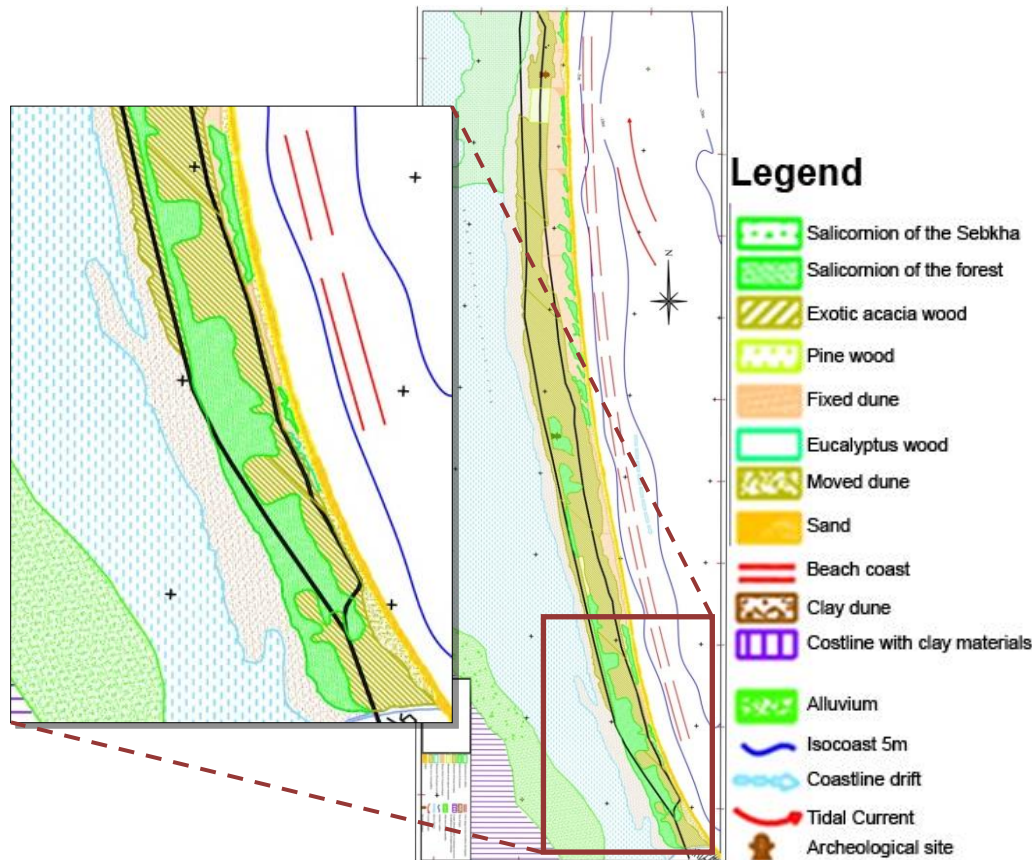 N
Legend
Salicornion of the Sebkha
Salicornion of the forest
Exotic acacia wood
Pine wood
Fixed dune
Eucalyptus wood
Moved dune
Sand
Beach coast
Clay dune
Costline with clay materials
Alluvium
Isocoast 5m
Coastline drift
Tidal Current
Archeological site